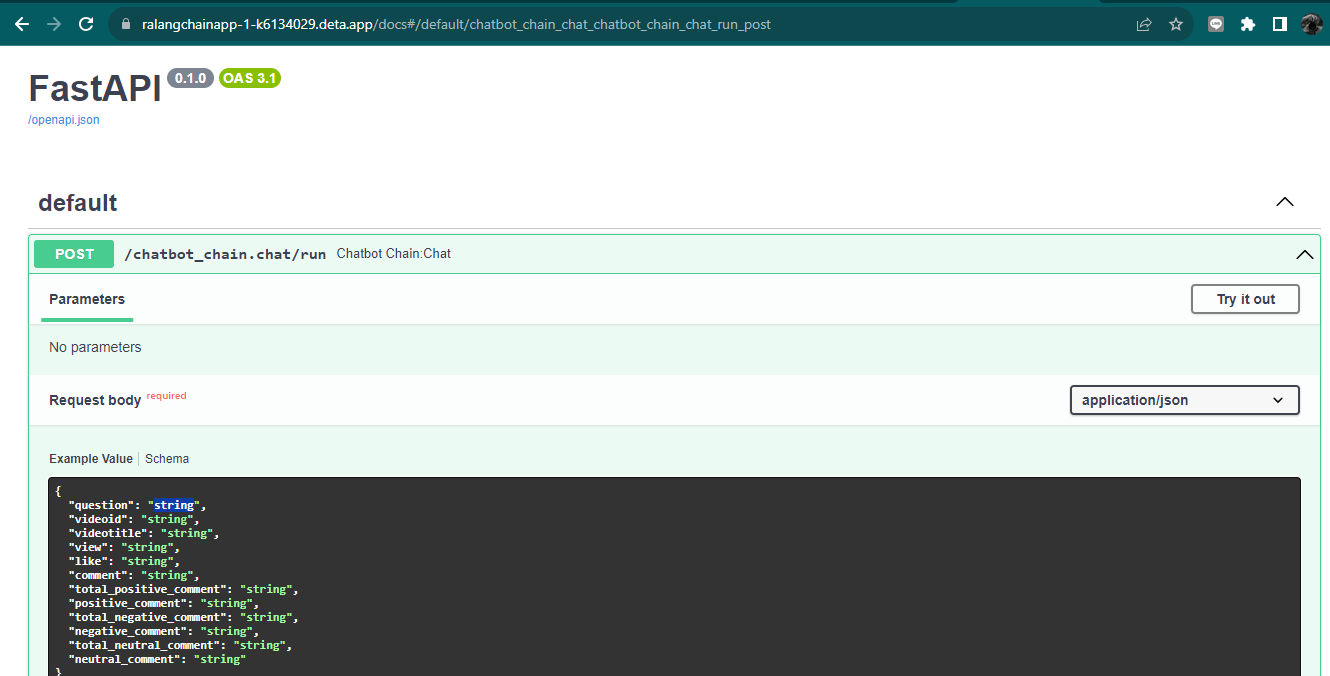 ralangchainapp-1-k6134029.deta.app/docs#/default/chatbot_chain_chat_chatbot_chain_chat_run_post
FastAPI 0.1.0 OAS 3.1
/openapi.json
default
POST /chatbot_chain.chat/run Chatbot Chain:Chat
Parameters Try it out
No parameters
Request body required application/json
Example Value Schema
{
"question": "string",
"videoid": "string",
"videotitle": "string",
"view": "string",
"like": "string",
"comment": "string",
"total_positive_comment": "string",
"positive_comment": "string",
"total_negative_comment": "string",
"negative_comment": "string",
"total_neutral_comment": "string",
"neutral_comment": "string"
}